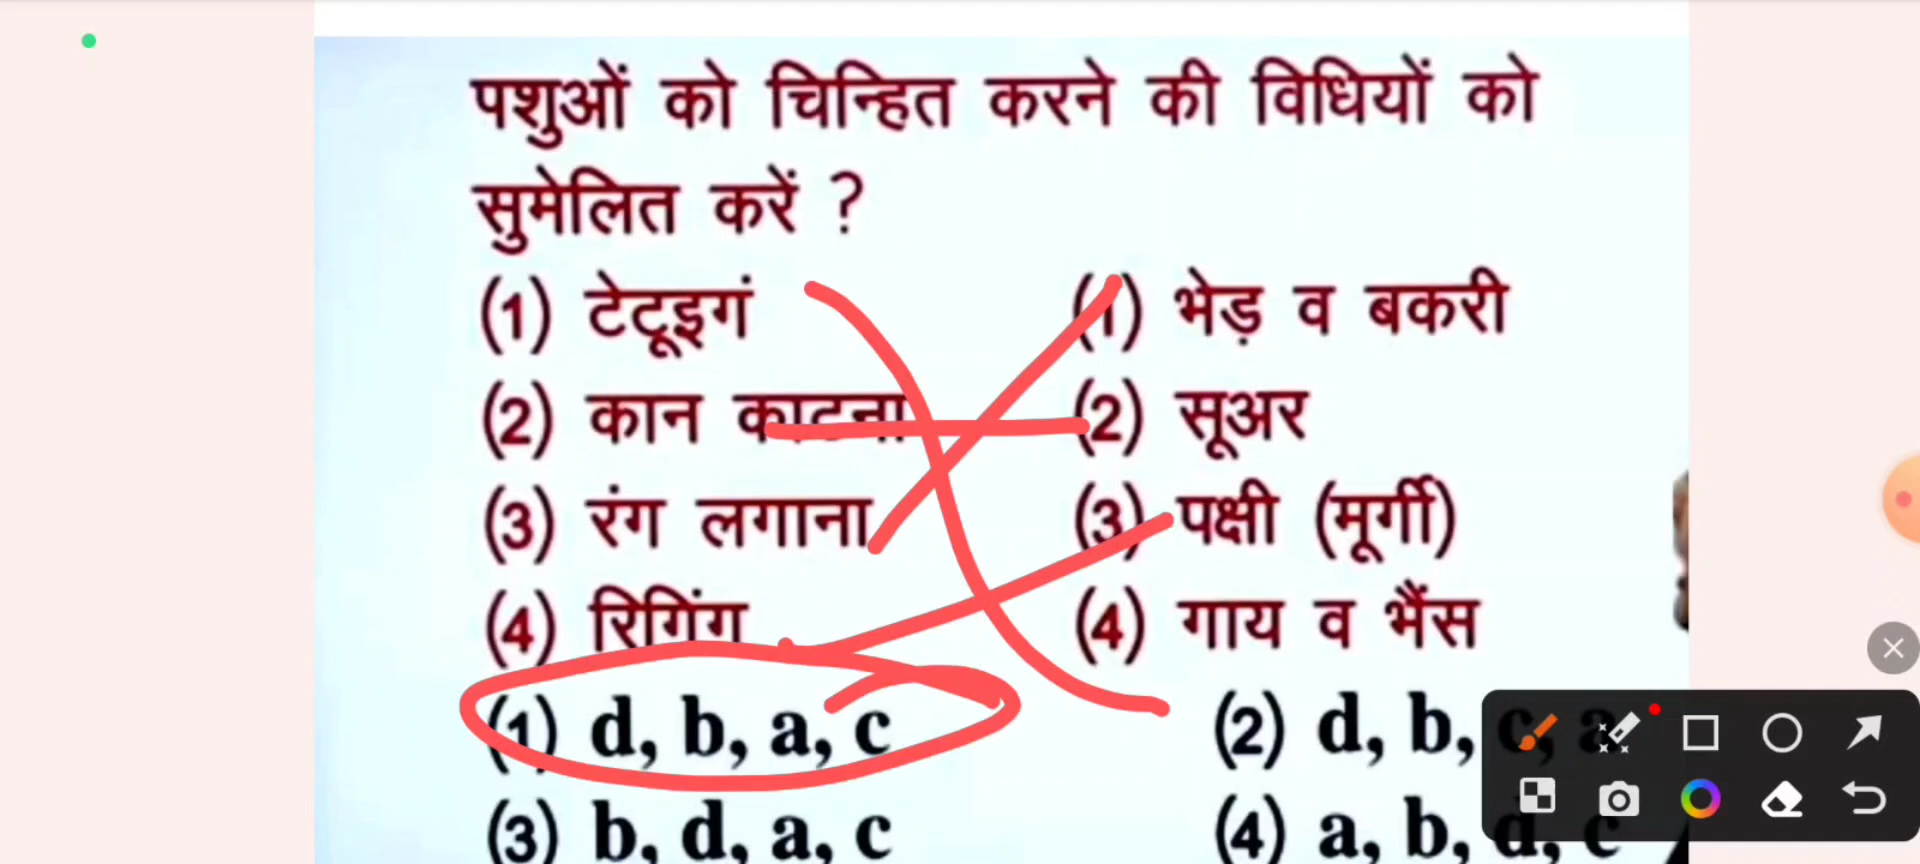 पशुओं को चिन्हित करने की विधियों को
सुमेलित करें ?
(1) टेटूइगं (1) भेड़ व बकरी
(2) कान काटना (2) सूअर
(3) रंग लगाना (3) पक्षी (मूर्गी)
(4) रिगिंग (4) गाय व भैंस
(1) d, b, a, c (2) d, b, c, a
(3) b, d, a, c (4) a, b, d, c